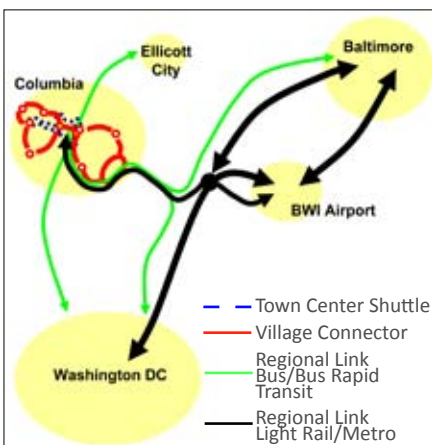 Ellicott
City
Baltimore
Columbia
BWI Airport
Washington DC
Town Center Shuttle
Village Connector
Regional Link
Bus/Bus Rapid
Transit
Regional Link
Light Rail/Metro